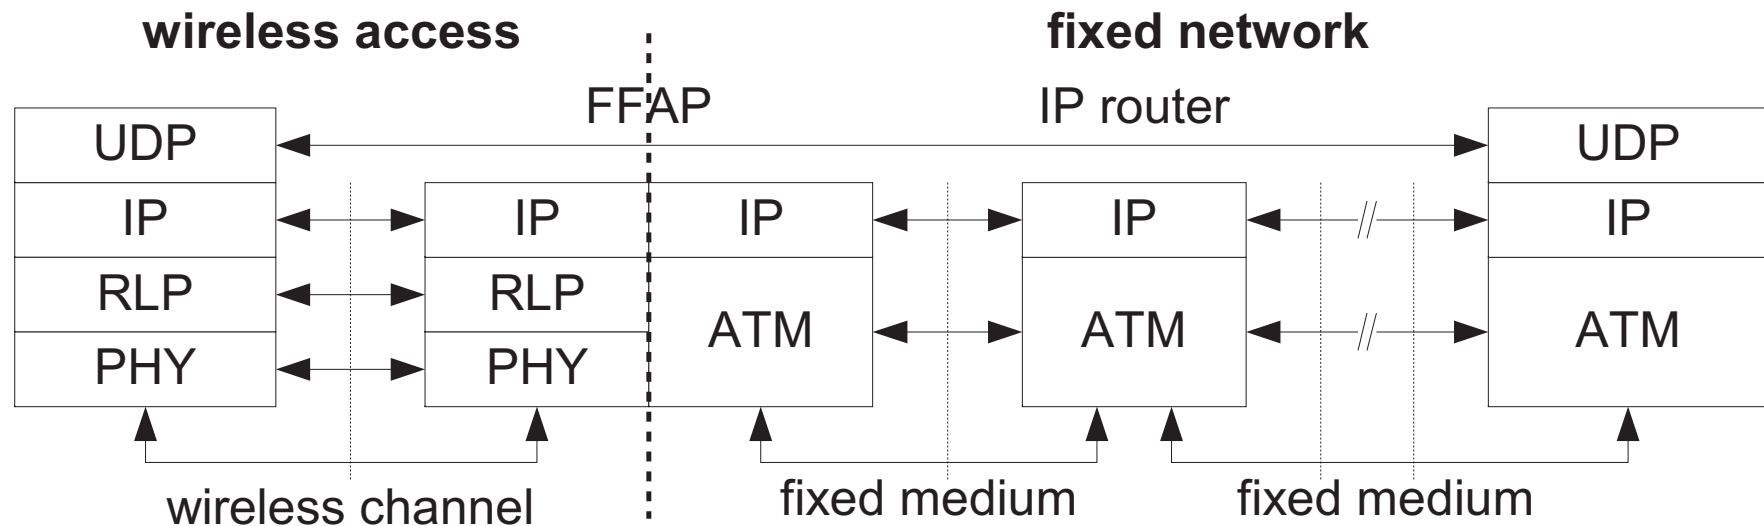 wireless access fixed network
FFAP IP router
UDP UDP
IP IP IP IP IP
RLP RLP
ATM ATM ATM
PHY PHY
wireless channel fixed medium fixed medium